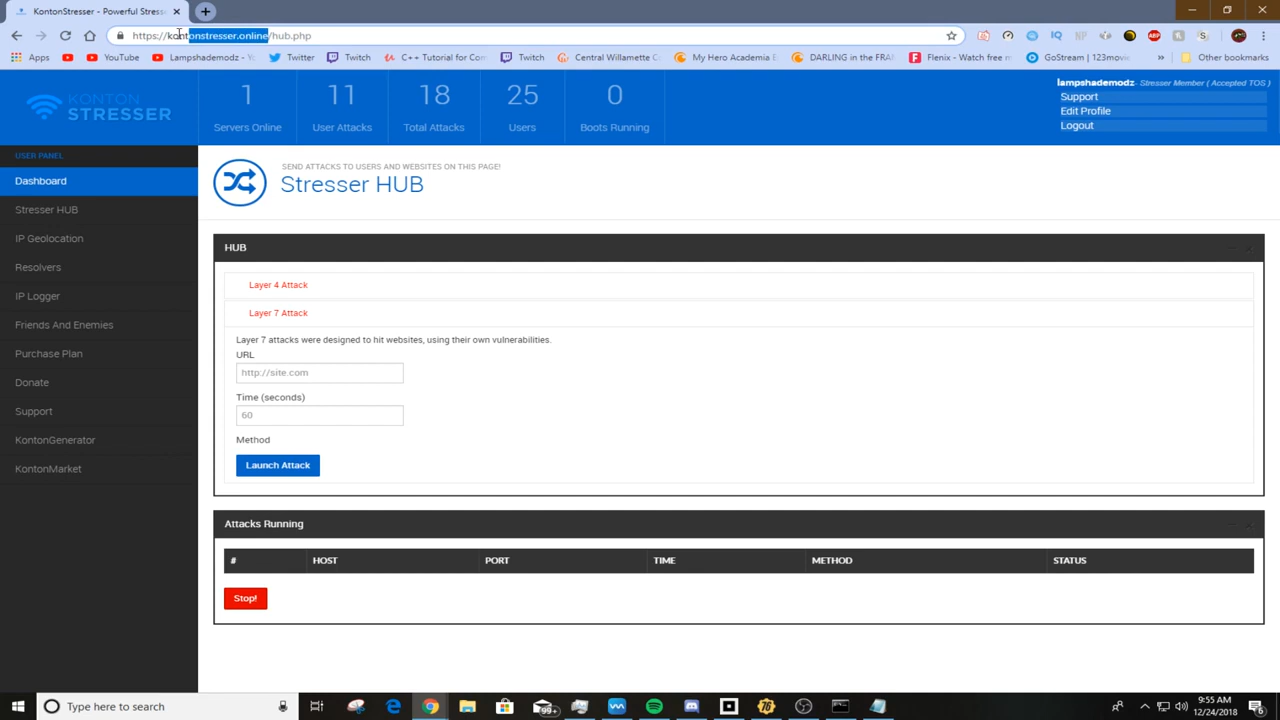 KontonStresser - Powerful Stress
https://kontonstresser.online/hub.php
Apps YouTube Lampshademodz - Yo Twitter Twitch C++ Tutorial for Com Twitch Central Willamette C My Hero Academia E DARLING in the FRA Flenix - Watch free m GoStream | 123movi » Other bookmarks
KONTON
STRESSER
1
Servers Online
11
User Attacks
18
Total Attacks
25
Users
0
Boots Running
lampshademodz - Stresser Member ( Accepted TOS )
Support
Edit Profile
Logout
USER PANEL
Dashboard
Stresser HUB
IP Geolocation
Resolvers
IP Logger
Friends And Enemies
Purchase Plan
Donate
Support
KontonGenerator
KontonMarket
SEND ATTACKS TO USERS AND WEBSITES ON THIS PAGE!
Stresser HUB
HUB
Layer 4 Attack
Layer 7 Attack
Layer 7 attacks were designed to hit websites, using their own vulnerabilities.
URL
http://site.com
Time (seconds)
60
Method
Launch Attack
Attacks Running
# HOST PORT TIME METHOD STATUS
Stop!
Type here to search
99+
9:55 AM
12/24/2018
6